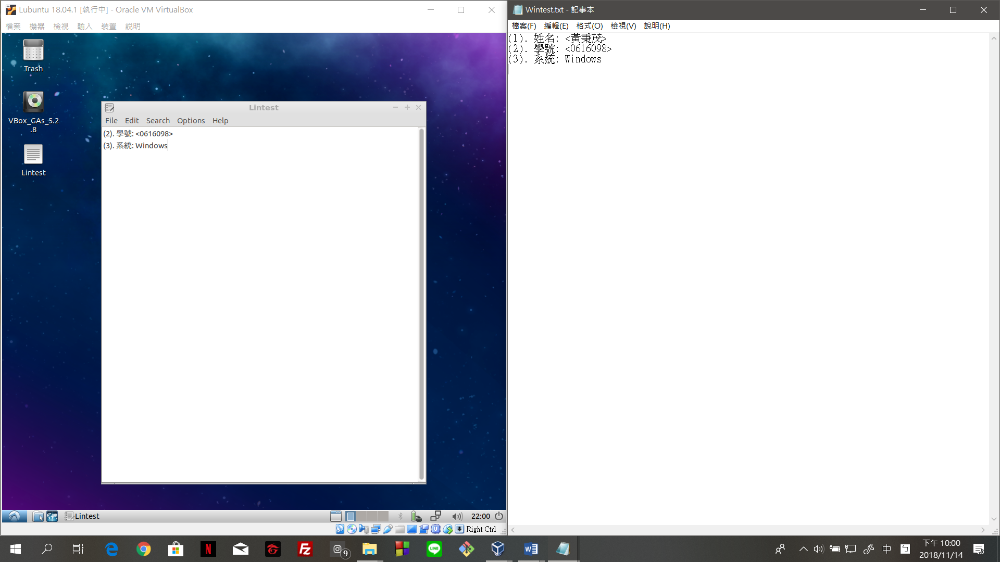 Lubuntu 18.04.1 [執行中] - Oracle VM VirtualBox
檔案 機器 檢視 輸入 裝置 說明
Trash
VBox_GAs_5.2
.8
Lintest
Lintest
File Edit Search Options Help
(2). 學號: <0616098>
(3). 系統: Windows
Lintest
22:00
Right Ctrl
Wintest.txt - 記事本
檔案(F) 編輯(E) 格式(O) 檢視(V) 說明(H)
(1). 姓名: <黃秉茂>
(2). 學號: <0616098>
(3). 系統: Windows
N
Fz
9
LINE
W
中
下午 10:00
2018/11/14